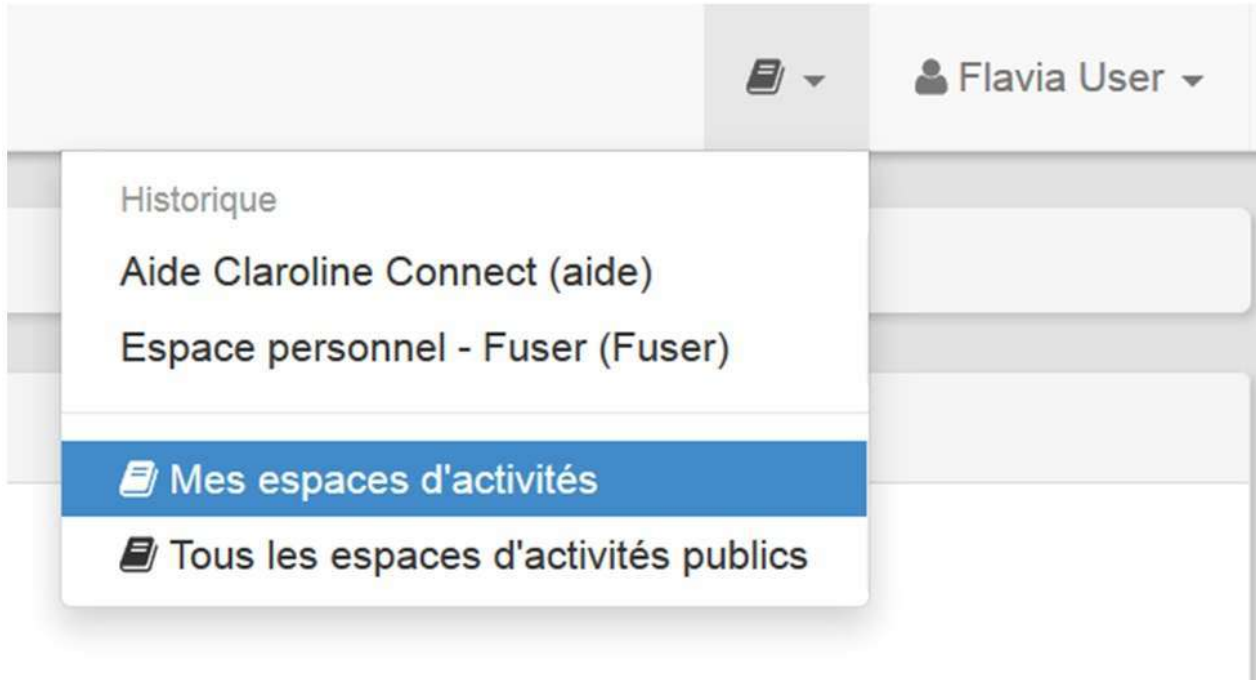 Flavia User
Historique
Aide Claroline Connect (aide)
Espace personnel - Fuser (Fuser)
Mes espaces d'activités
Tous les espaces d'activités publics